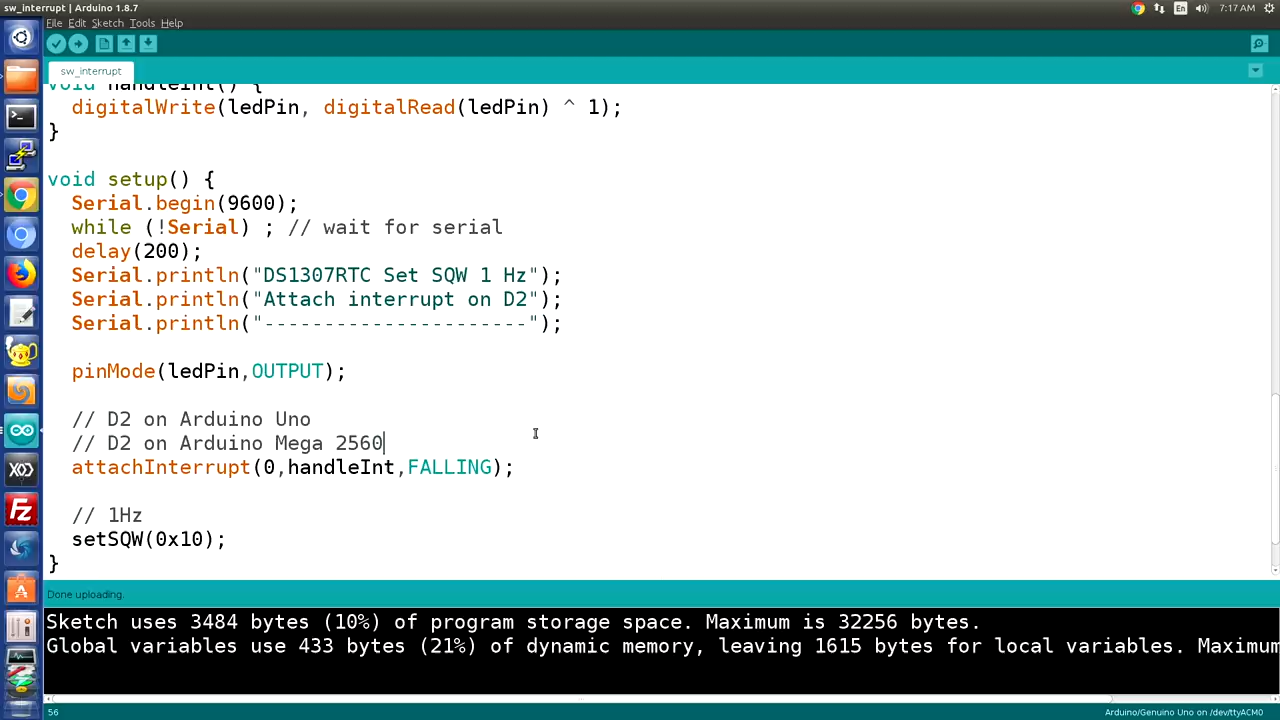 sw_interrupt | Arduino 1.8.7
En
7:17 AM
File Edit Sketch Tools Help
sw_interrupt
void handleInt() {
  digitalWrite(ledPin, digitalRead(ledPin) ^ 1);
}
void setup() {
  Serial.begin(9600);
  while (!Serial) ; // wait for serial
  delay(200);
  Serial.println("DS1307RTC Set SQW 1 Hz");
  Serial.println("Attach interrupt on D2");
  Serial.println("----------------------");
  pinMode(ledPin,OUTPUT);
  // D2 on Arduino Uno
  // D2 on Arduino Mega 2560
  attachInterrupt(0,handleInt,FALLING);
  // 1Hz
  setSQW(0x10);
}
Done uploading.
Sketch uses 3484 bytes (10%) of program storage space. Maximum is 32256 bytes.
Global variables use 433 bytes (21%) of dynamic memory, leaving 1615 bytes for local variables. Maximum
56
Arduino/Genuino Uno on /dev/ttyACM0